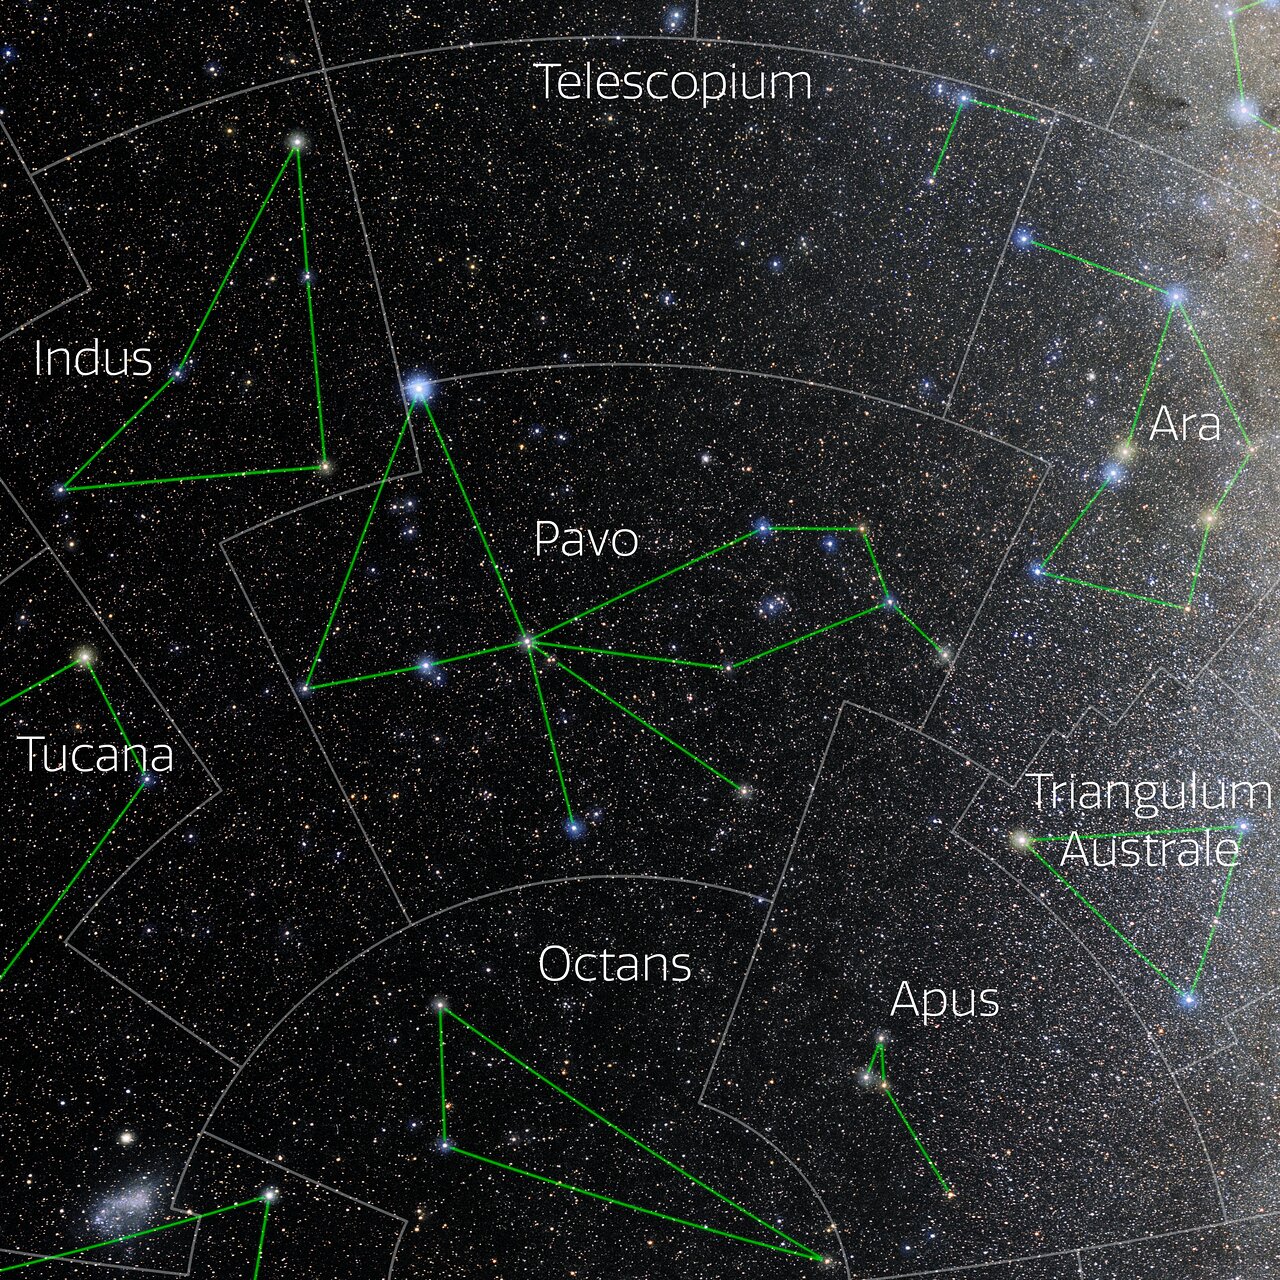 Telescopium
Indus
Ara
Pavo
Tucana
Triangulum
Australe
Octans
Apus